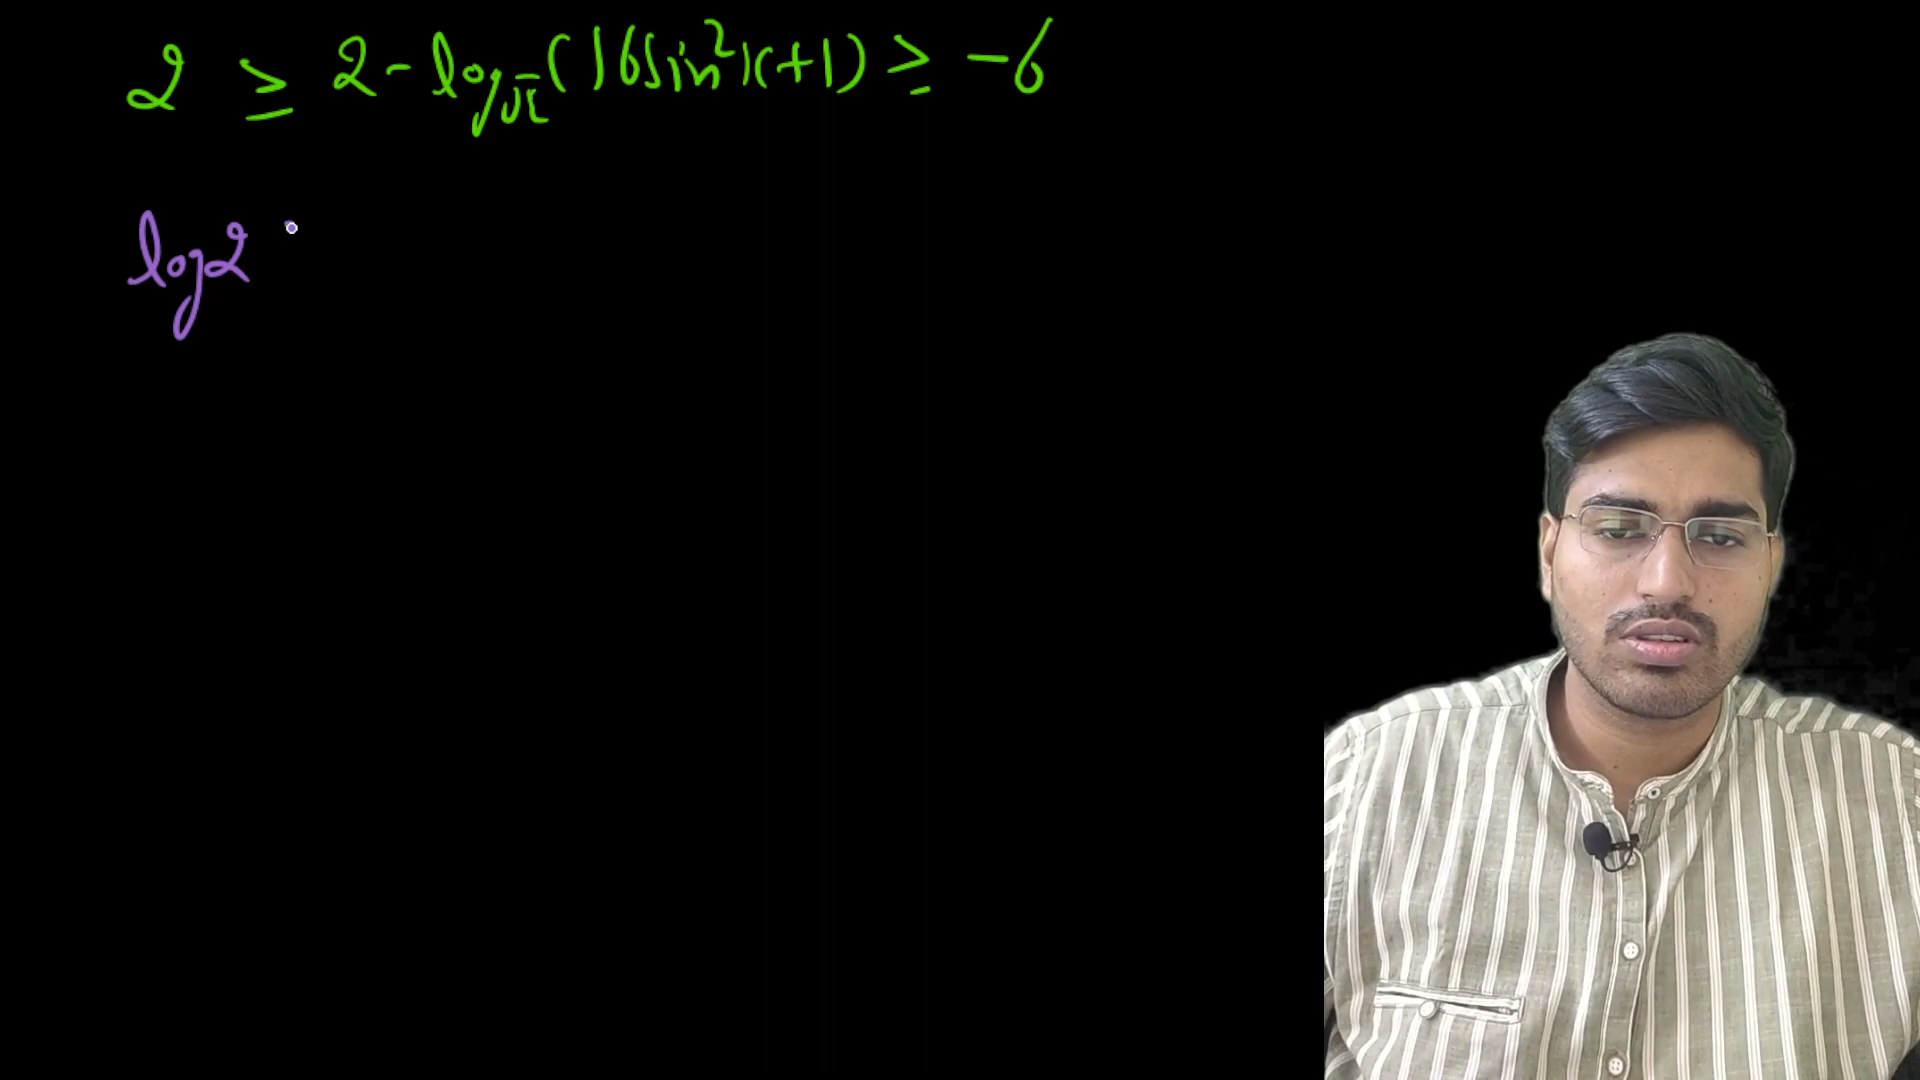 2 ≥ 2 - log√2(16sin²x+1) ≥ -6
log2